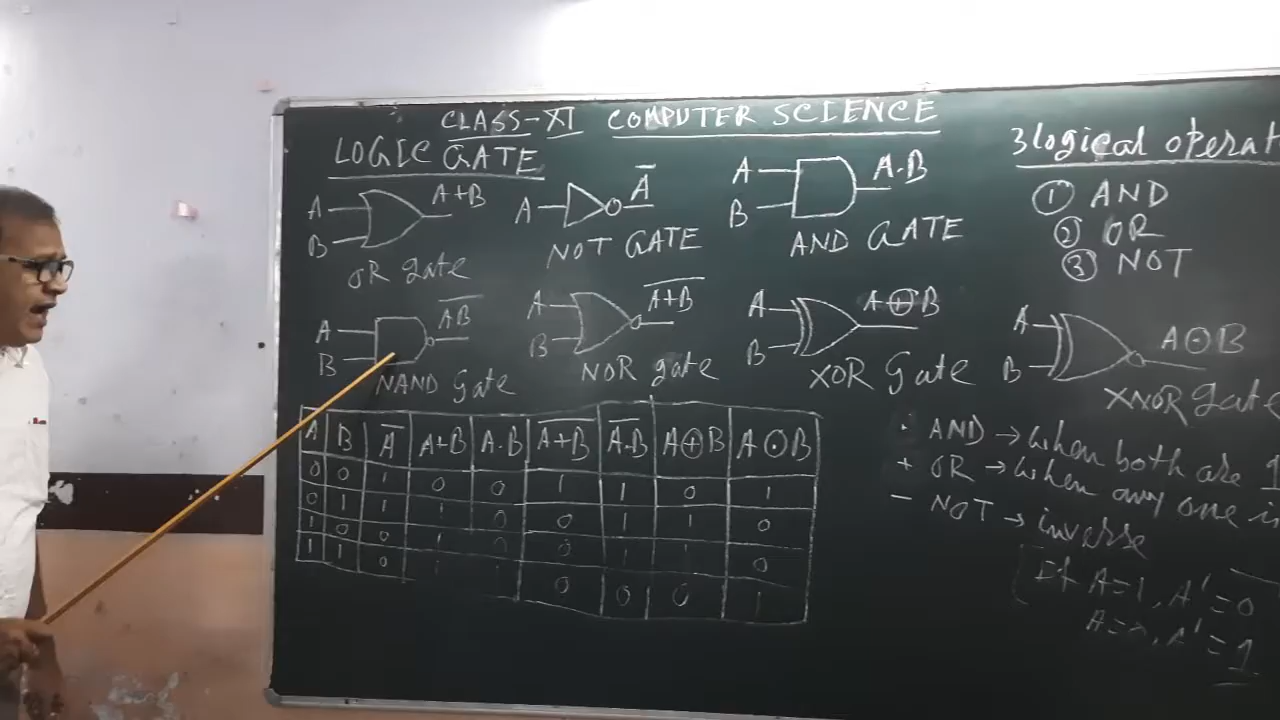 CLASS-XI COMPUTER SCIENCE
LOGIC GATE
A
B
A+B
OR gate
A
A̅
NOT GATE
A
B
A.B
AND GATE
A
B
A̅B̅
NAND Gate
A
B
A̅+̅B̅
NOR gate
A
B
A⊕B
XOR Gate
A
B
A⊙B
XNOR gate
3 logical operat
① AND
② OR
③ NOT
. AND → When both are 1
+ OR → When any one is
– NOT → inverse
If A=1, A'=0
A'=1
A B A̅ A+B A.B A̅+̅B̅ A̅.̅B̅ A⊕B A⊙B
0 0 1 0 0 1 1 0 1
0 1 1 1 0 0 1 1 0
1 0 0 1 0 0 1 1 0
1 1 0 1 1 0 0 0 1